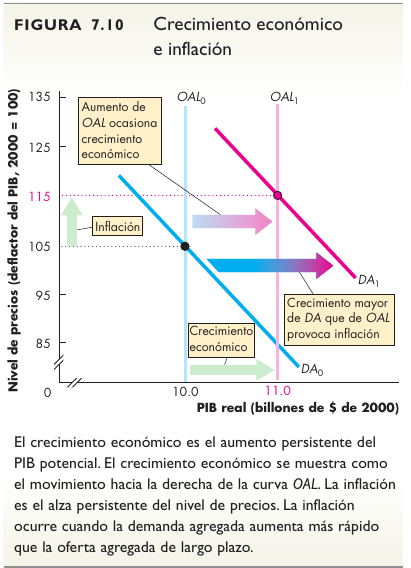 FIGURA 7.10 Crecimiento económico
e inflación
Nivel de precios (deflactor del PIB, 2000 = 100)
135
125
115
105
95
85
0
OAL0
OAL1
Aumento de
OAL ocasiona
crecimiento
económico
Inflación
DA1
Crecimiento mayor
de DA que de OAL
provoca inflación
Crecimiento
económico
DA0
10.0
11.0
PIB real (billones de $ de 2000)
El crecimiento económico es el aumento persistente del
PIB potencial. El crecimiento económico se muestra como
el movimiento hacia la derecha de la curva OAL. La inflación
es el alza persistente del nivel de precios. La inflación
ocurre cuando la demanda agregada aumenta más rápido
que la oferta agregada de largo plazo.